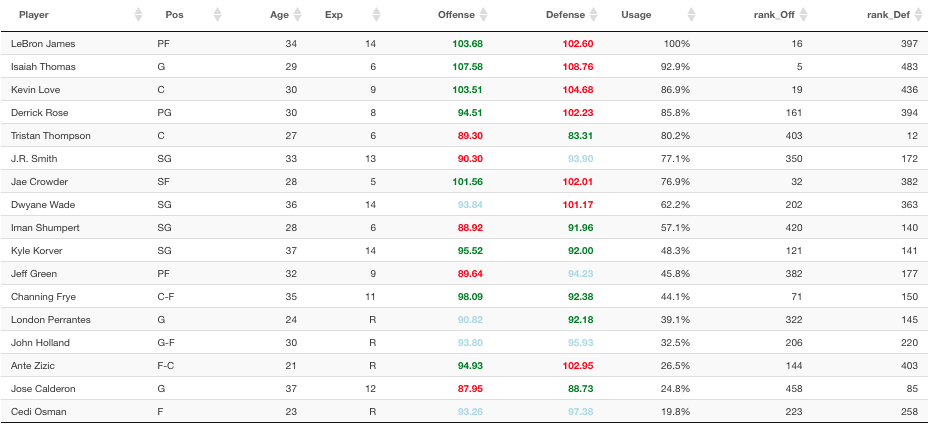 Player Pos Age Exp Offense Defense Usage rank_Off rank_Def
LeBron James PF 34 14 103.68 102.60 100% 16 397
Isaiah Thomas G 29 6 107.58 108.76 92.9% 5 483
Kevin Love C 30 9 103.51 104.68 86.9% 19 436
Derrick Rose PG 30 8 94.51 102.23 85.8% 161 394
Tristan Thompson C 27 6 89.30 83.31 80.2% 403 12
J.R. Smith SG 33 13 90.30 93.90 77.1% 350 172
Jae Crowder SF 28 5 101.56 102.01 76.9% 32 382
Dwyane Wade SG 36 14 93.84 101.17 62.2% 202 363
Iman Shumpert SG 28 6 88.92 91.96 57.1% 420 140
Kyle Korver SG 37 14 95.52 92.00 48.3% 121 141
Jeff Green PF 32 9 89.64 94.23 45.8% 382 177
Channing Frye C-F 35 11 98.09 92.38 44.1% 71 150
London Perrantes G 24 R 90.82 92.18 39.1% 322 145
John Holland G-F 30 R 93.80 95.93 32.5% 206 220
Ante Zizic F-C 21 R 94.93 102.95 26.5% 144 403
Jose Calderon G 37 12 87.95 88.73 24.8% 458 85
Cedi Osman F 23 R 93.26 97.38 19.8% 223 258